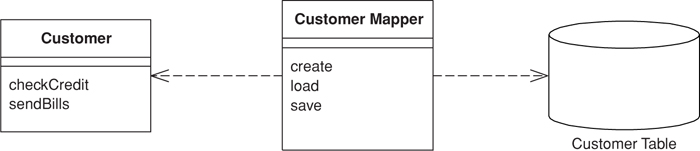 Customer
checkCredit
sendBills
Customer Mapper
create
load
save
Customer Table